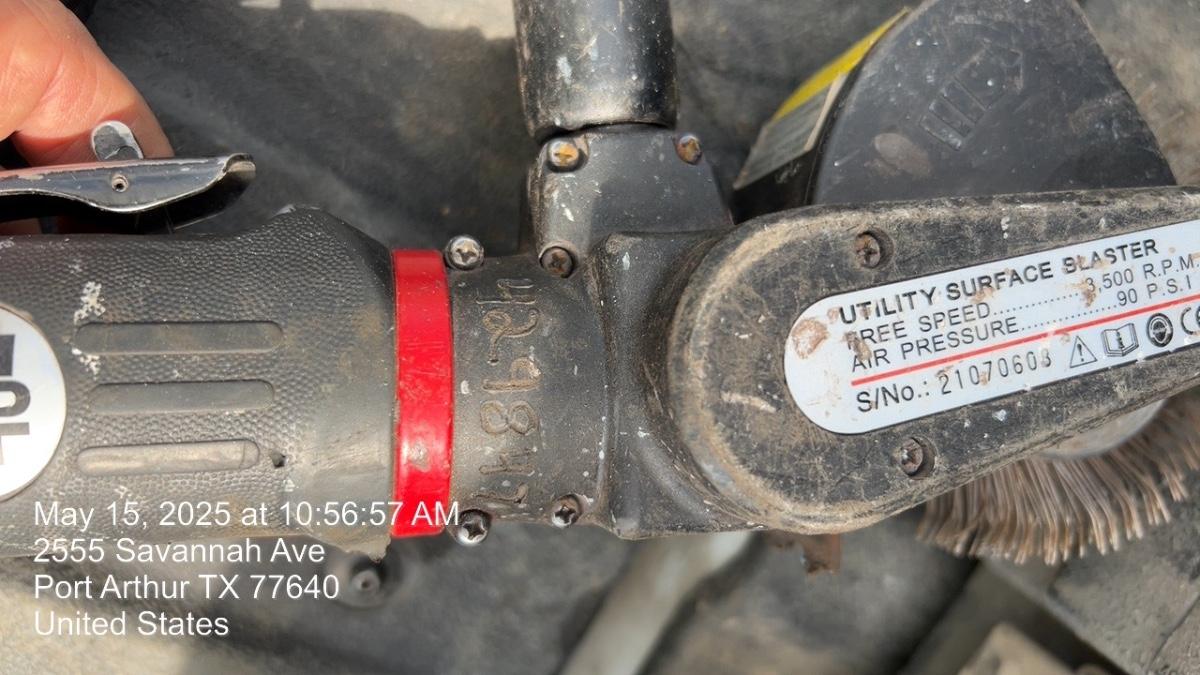 UTILITY SURFACE BLASTER
FREE SPEED..................3,500 R.P.M.
AIR PRESSURE..................90 P.S.I
S/No.: 21070608
May 15, 2025 at 10:56:57 AM
2555 Savannah Ave
Port Arthur TX 77640
United States